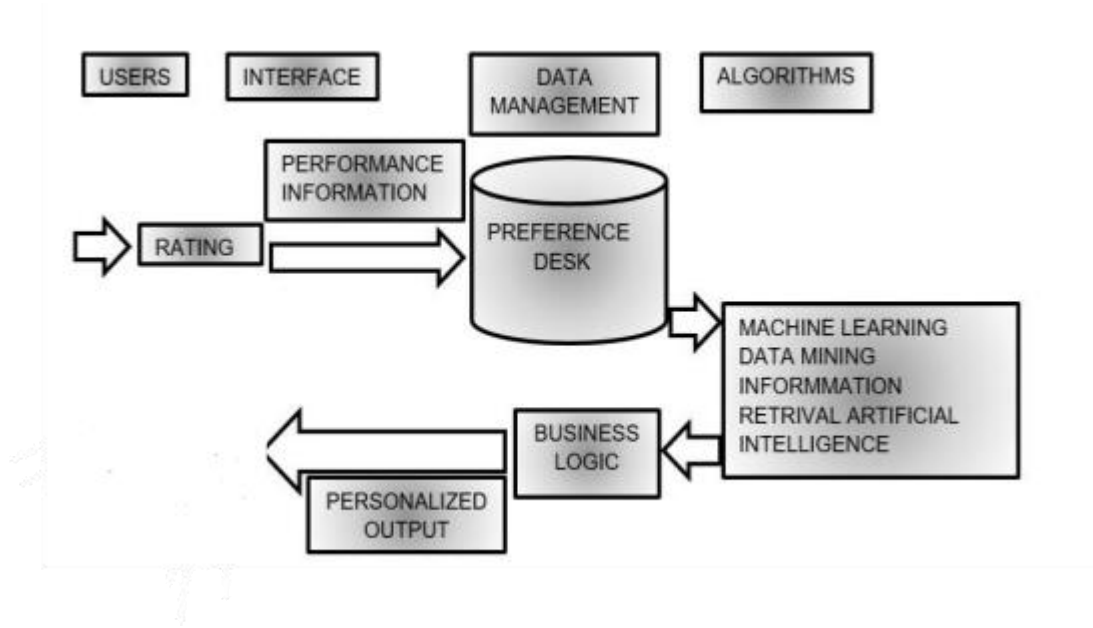 USERS
INTERFACE
DATA
MANAGEMENT
ALGORITHMS
PERFORMANCE
INFORMATION
RATING
PREFERENCE
DESK
MACHINE LEARNING
DATA MINING
INFORMMATION
RETRIVAL ARTIFICIAL
INTELLIGENCE
BUSINESS
LOGIC
PERSONALIZED
OUTPUT